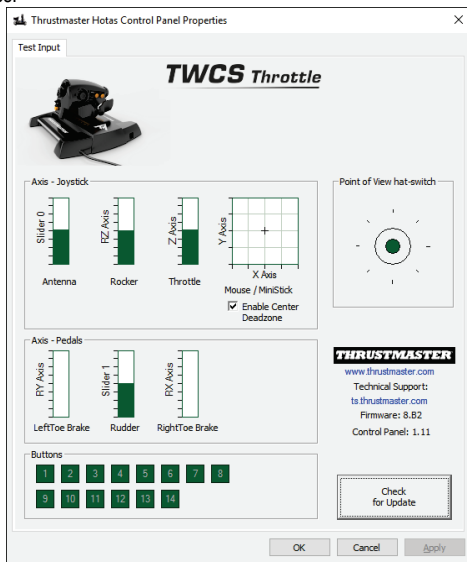 Thrustmaster Hotas Control Panel Properties
Test Input
TWCS Throttle
Axis - Joystick
Slider 0
RZ Axis
Z Axis
Y Axis
X Axis
Antenna
Rocker
Throttle
Mouse / MiniStick
Enable Center
Deadzone
Point of View hat-switch
Axis - Pedals
RY Axis
Slider 1
RX Axis
LeftToe Brake
Rudder
RightToe Brake
THRUSTMASTER
www.thrustmaster.com
Technical Support:
ts.thrustmaster.com
Firmware: 8.B2
Control Panel: 1.11
Buttons
1 2 3 4 5 6 7 8
9 10 11 12 13 14
Check
for Update
OK Cancel Apply